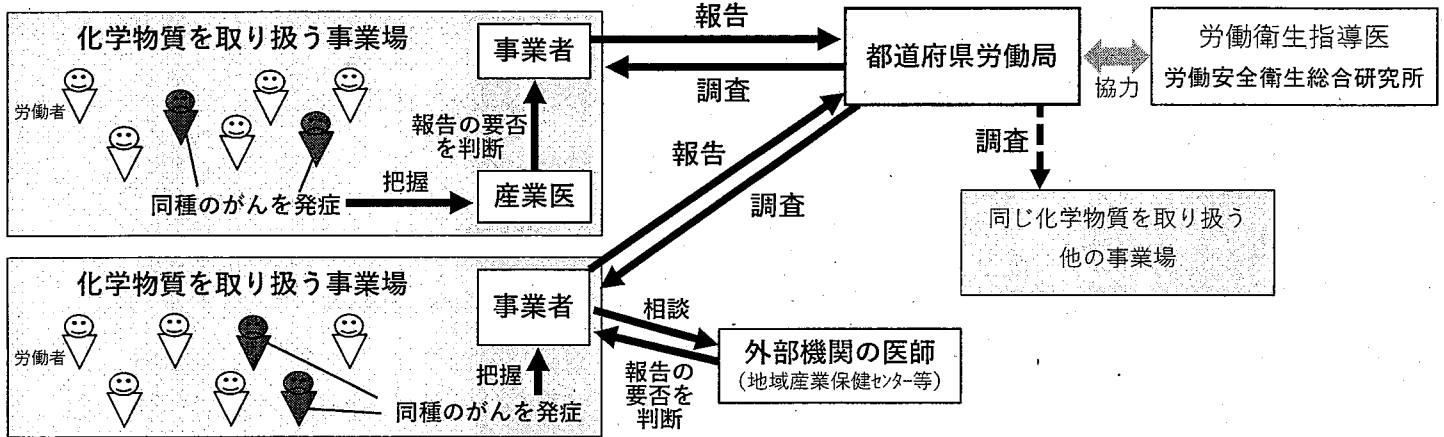 化学物質を取り扱う事業場
労働者
同種のがんを発症
把握
産業医
報告の要否
を判断
事業者
報告
調査
都道府県労働局
協力
労働衛生指導医
労働安全衛生総合研究所
調査
同じ化学物質を取り扱う
他の事業場
化学物質を取り扱う事業場
労働者
同種のがんを発症
把握
事業者
報告
調査
相談
外部機関の医師
（地域産業保健ｾﾝﾀｰ等）
報告の
要否を
判断